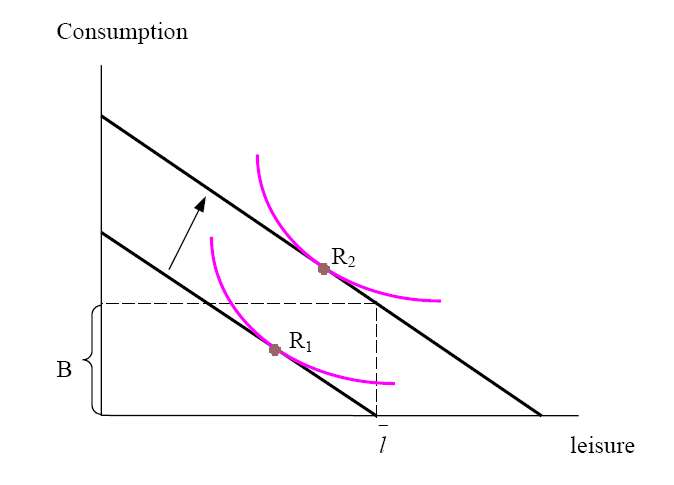 Consumption
R₂
R₁
B
l̄
leisure